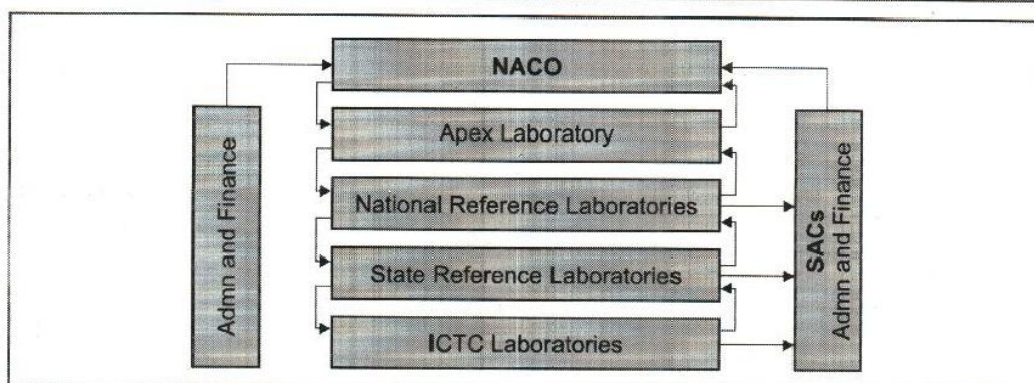 NACO
Apex Laboratory
National Reference Laboratories
State Reference Laboratories
ICTC Laboratories
Admn and Finance
SACs
Admn and Finance